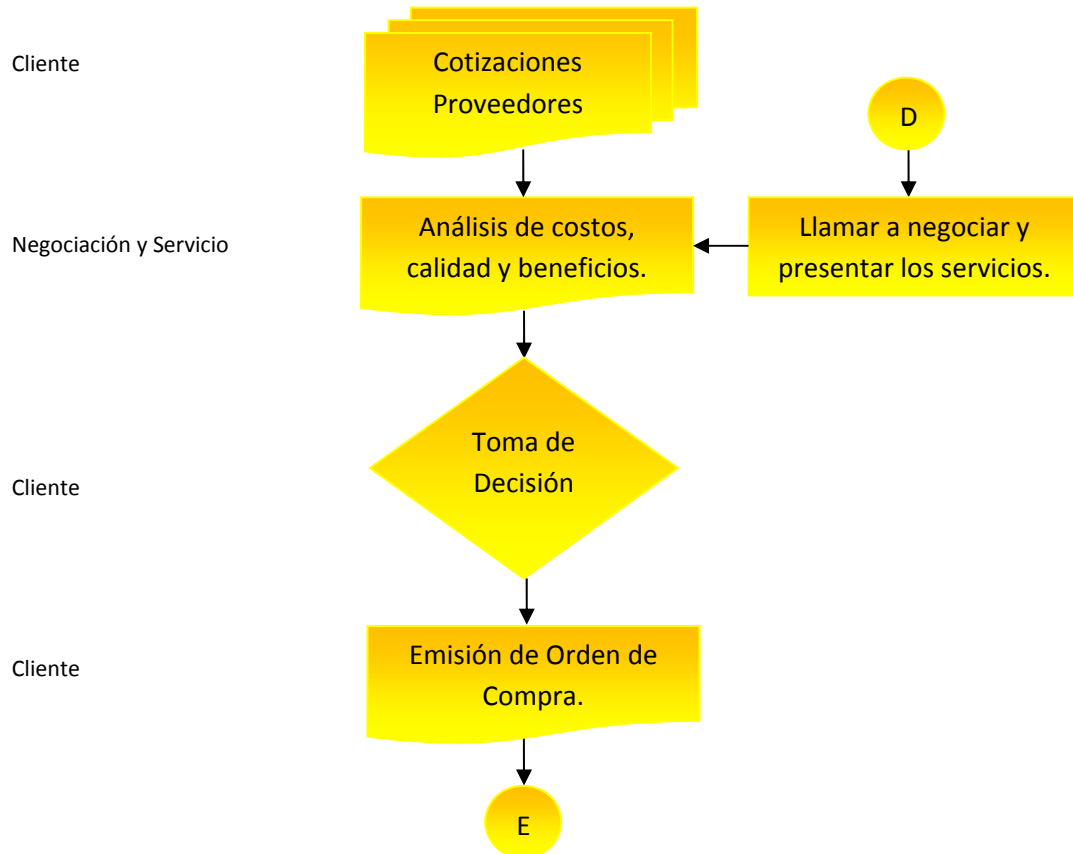 Cliente
Cotizaciones
Proveedores
D
Negociación y Servicio
Análisis de costos,
calidad y beneficios.
Llamar a negociar y
presentar los servicios.
Cliente
Toma de
Decisión
Cliente
Emisión de Orden de
Compra.
E